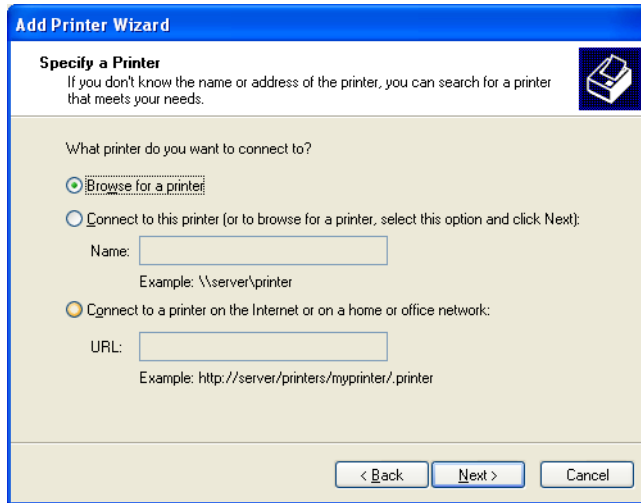 Add Printer Wizard
Specify a Printer
If you don't know the name or address of the printer, you can search for a printer
that meets your needs.
What printer do you want to connect to?
Browse for a printer
Connect to this printer (or to browse for a printer, select this option and click Next):
Name:
Example: \\server\printer
Connect to a printer on the Internet or on a home or office network:
URL:
Example: http://server/printers/myprinter/.printer
< Back Next > Cancel